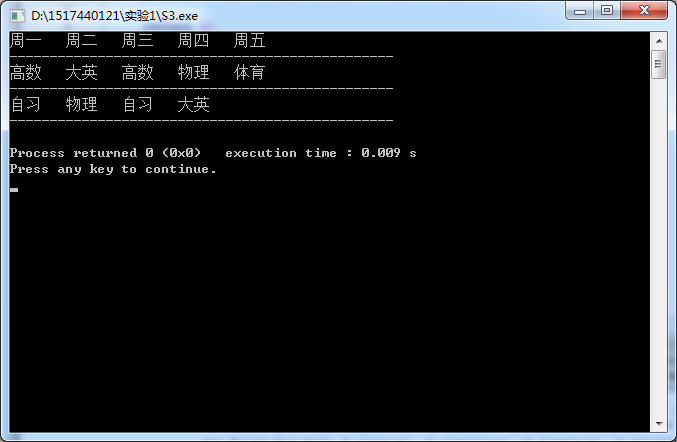 D:\1517440121\实验1\S3.exe
周一 周二 周三 周四 周五
------------------------------------------------
高数 大英 高数 物理 体育
------------------------------------------------
自习 物理 自习 大英
------------------------------------------------
Process returned 0 (0x0) execution time : 0.009 s
Press any key to continue.